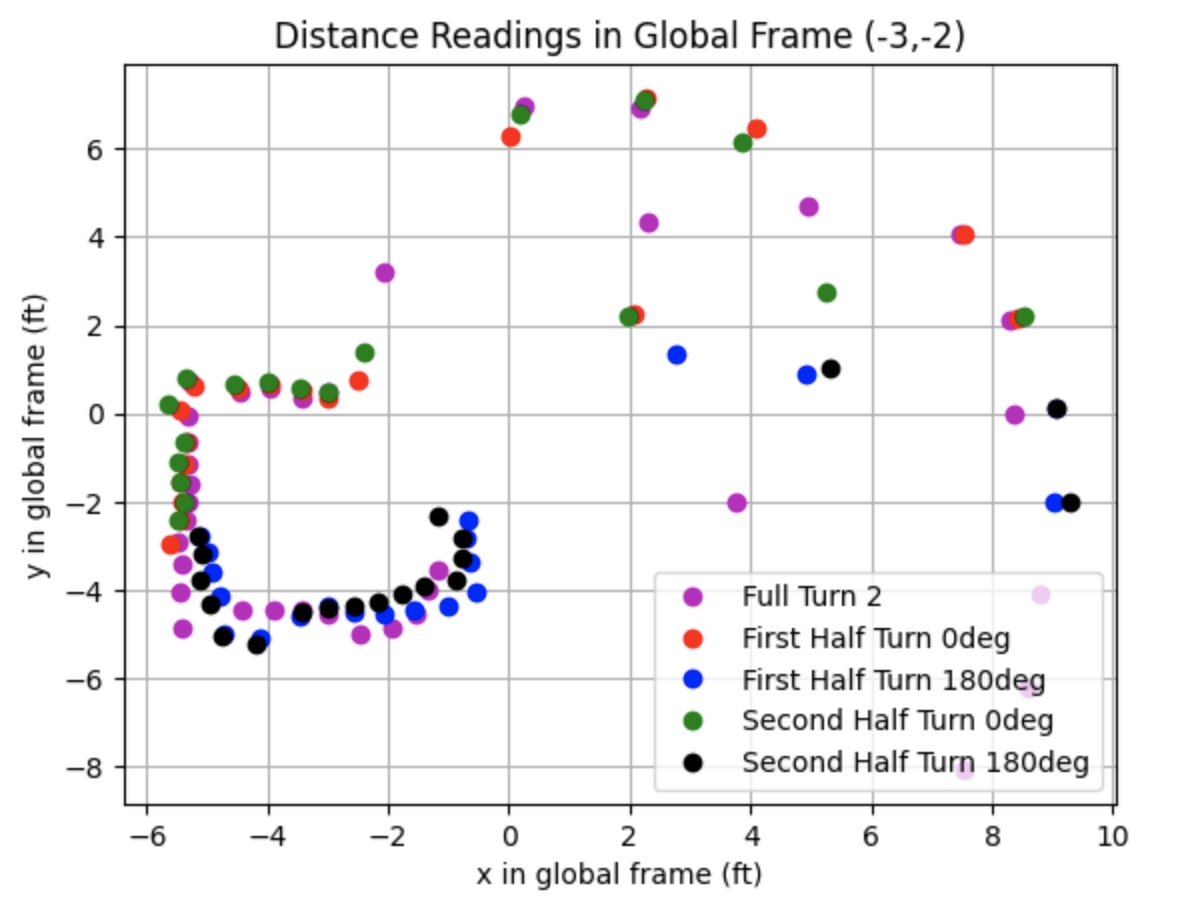 Distance Readings in Global Frame (-3,-2)
y in global frame (ft)
6
4
2
0
−2
−4
−6
−8
Full Turn 2
First Half Turn 0deg
First Half Turn 180deg
Second Half Turn 0deg
Second Half Turn 180deg
−6 −4 −2 0 2 4 6 8 10
x in global frame (ft)